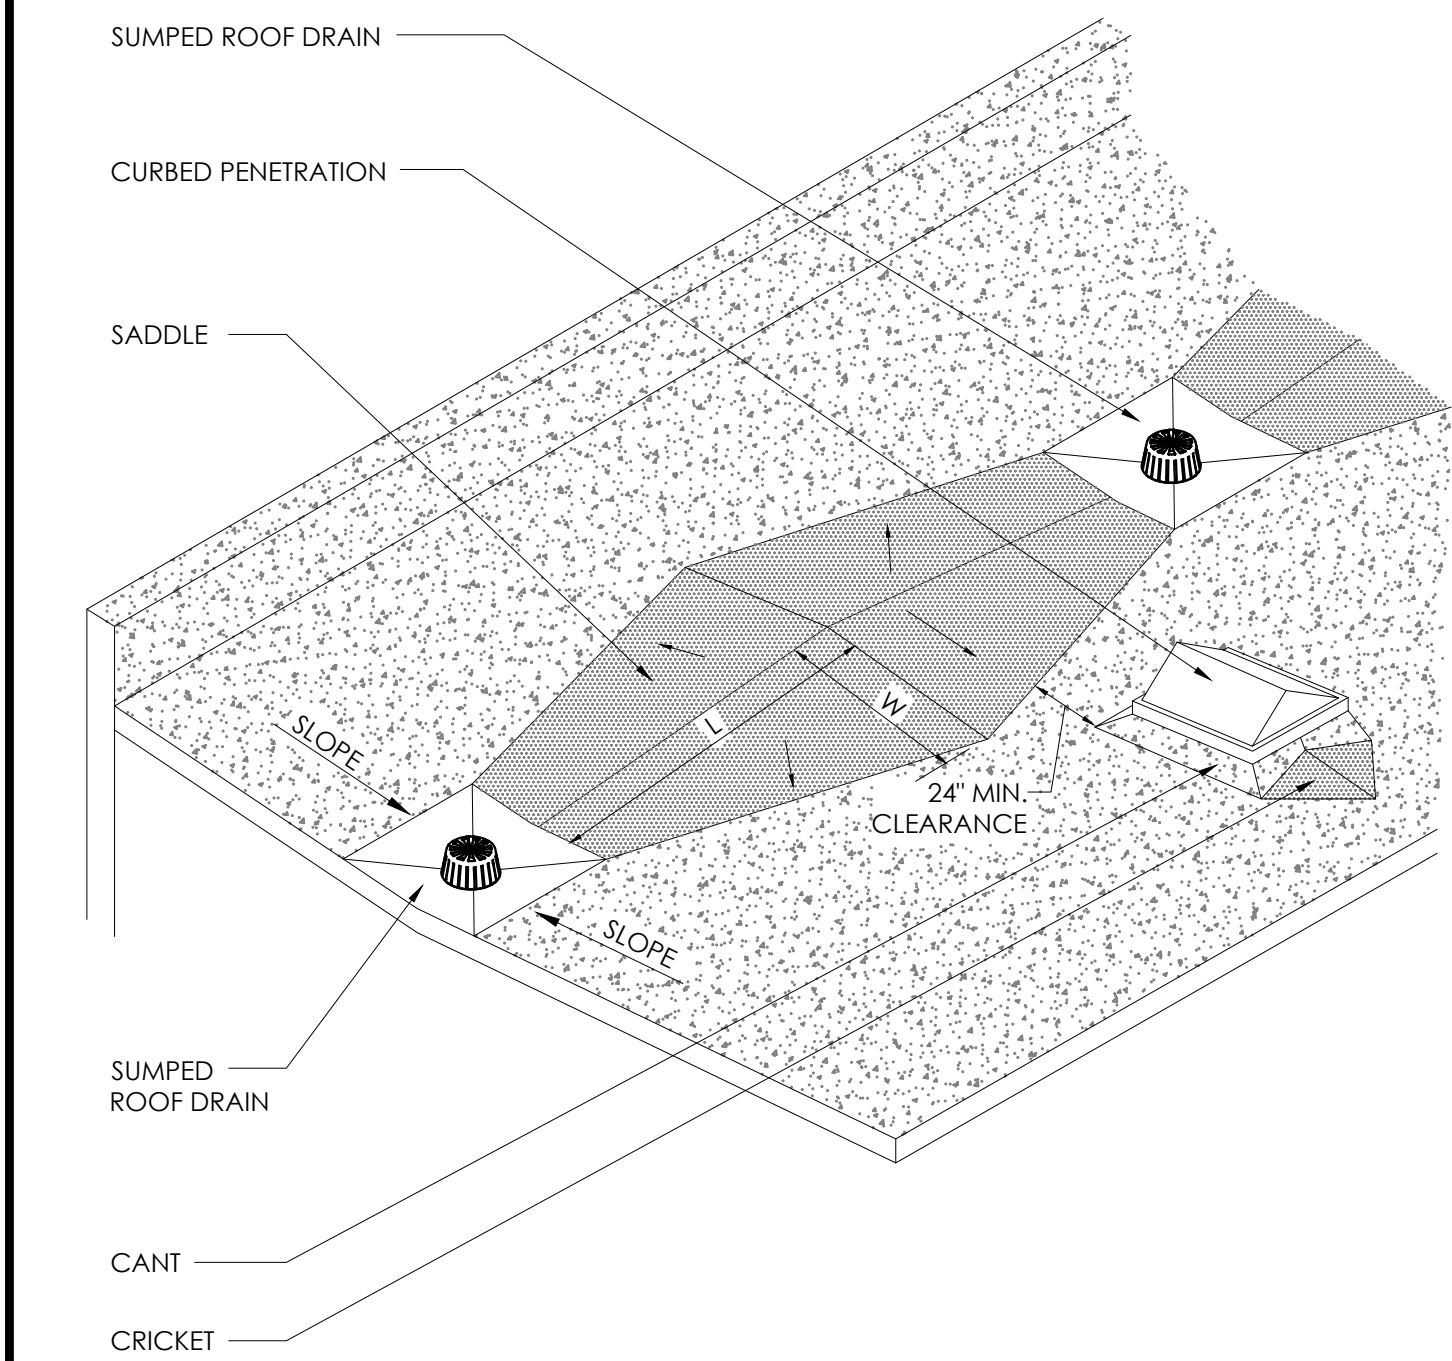 SUMPED ROOF DRAIN
CURBED PENETRATION
SADDLE
SLOPE
L
W
24" MIN.
CLEARANCE
SLOPE
SUMPED
ROOF DRAIN
CANT
CRICKET